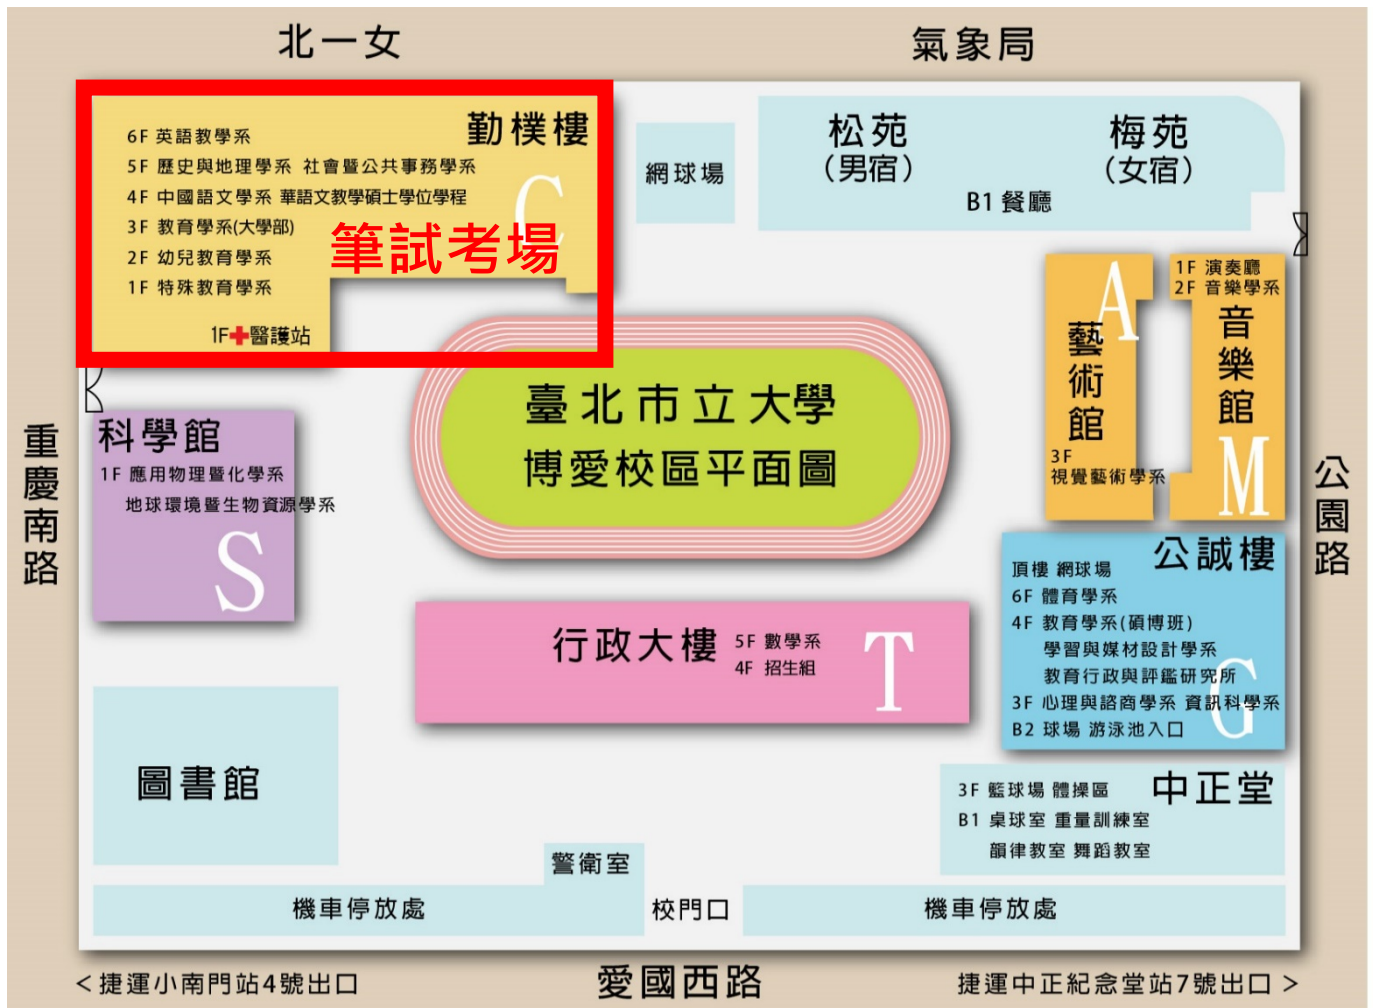 北一女
氣象局
勤樸樓
6F 英語教學系
5F 歷史與地理學系 社會暨公共事務學系
4F 中國語文學系 華語文教學碩士學位學程
3F 教育學系(大學部)
2F 幼兒教育學系
1F 特殊教育學系
1F 醫護站
C
筆試考場
網球場
松苑
(男宿)
梅苑
(女宿)
B1 餐廳
A
藝術館
3F
視覺藝術學系
1F 演奏廳
2F 音樂學系
音樂館
M
臺北市立大學
博愛校區平面圖
重慶南路
科學館
1F 應用物理暨化學系
地球環境暨生物資源學系
S
公園路
公誠樓
頂樓 網球場
6F 體育學系
4F 教育學系(碩博班)
學習與媒材設計學系
教育行政與評鑑研究所
3F 心理與諮商學系 資訊科學系
B2 球場 游泳池入口
G
行政大樓
5F 數學系
4F 招生組
T
圖書館
中正堂
3F 籃球場 體操區
B1 桌球室 重量訓練室
韻律教室 舞蹈教室
警衛室
機車停放處
校門口
機車停放處
<捷運小南門站4號出口
愛國西路
捷運中正紀念堂站7號出口>